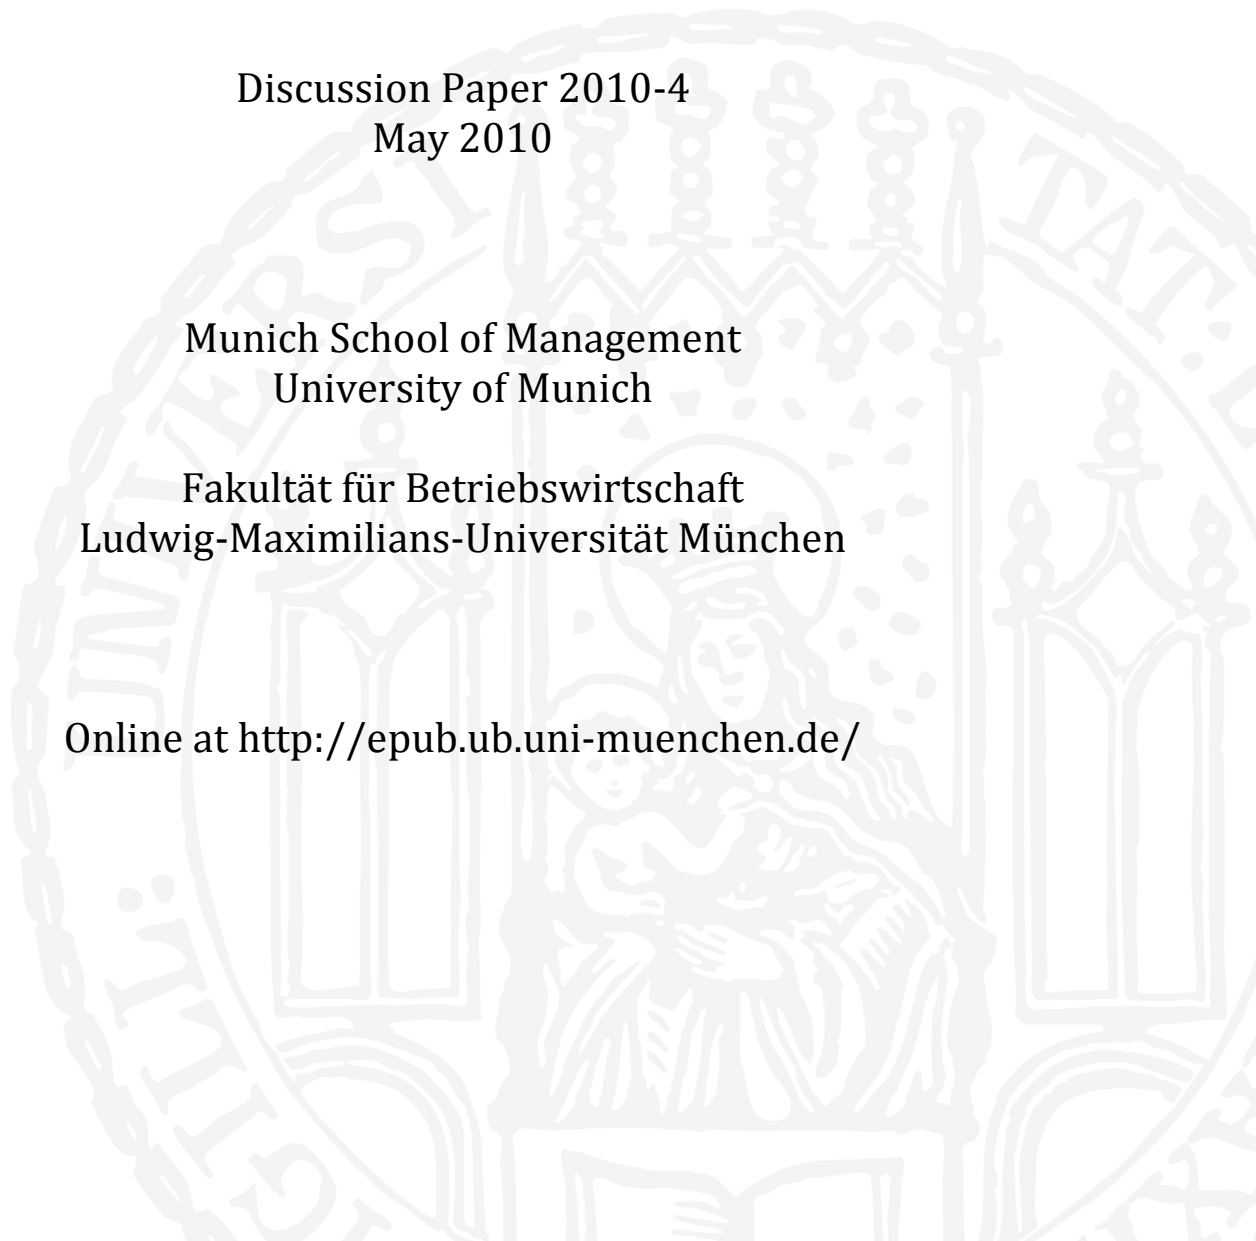 Discussion Paper 2010-4
May 2010
Munich School of Management
University of Munich
Fakultät für Betriebswirtschaft
Ludwig-Maximilians-Universität München
Online at http://epub.ub.uni-muenchen.de/